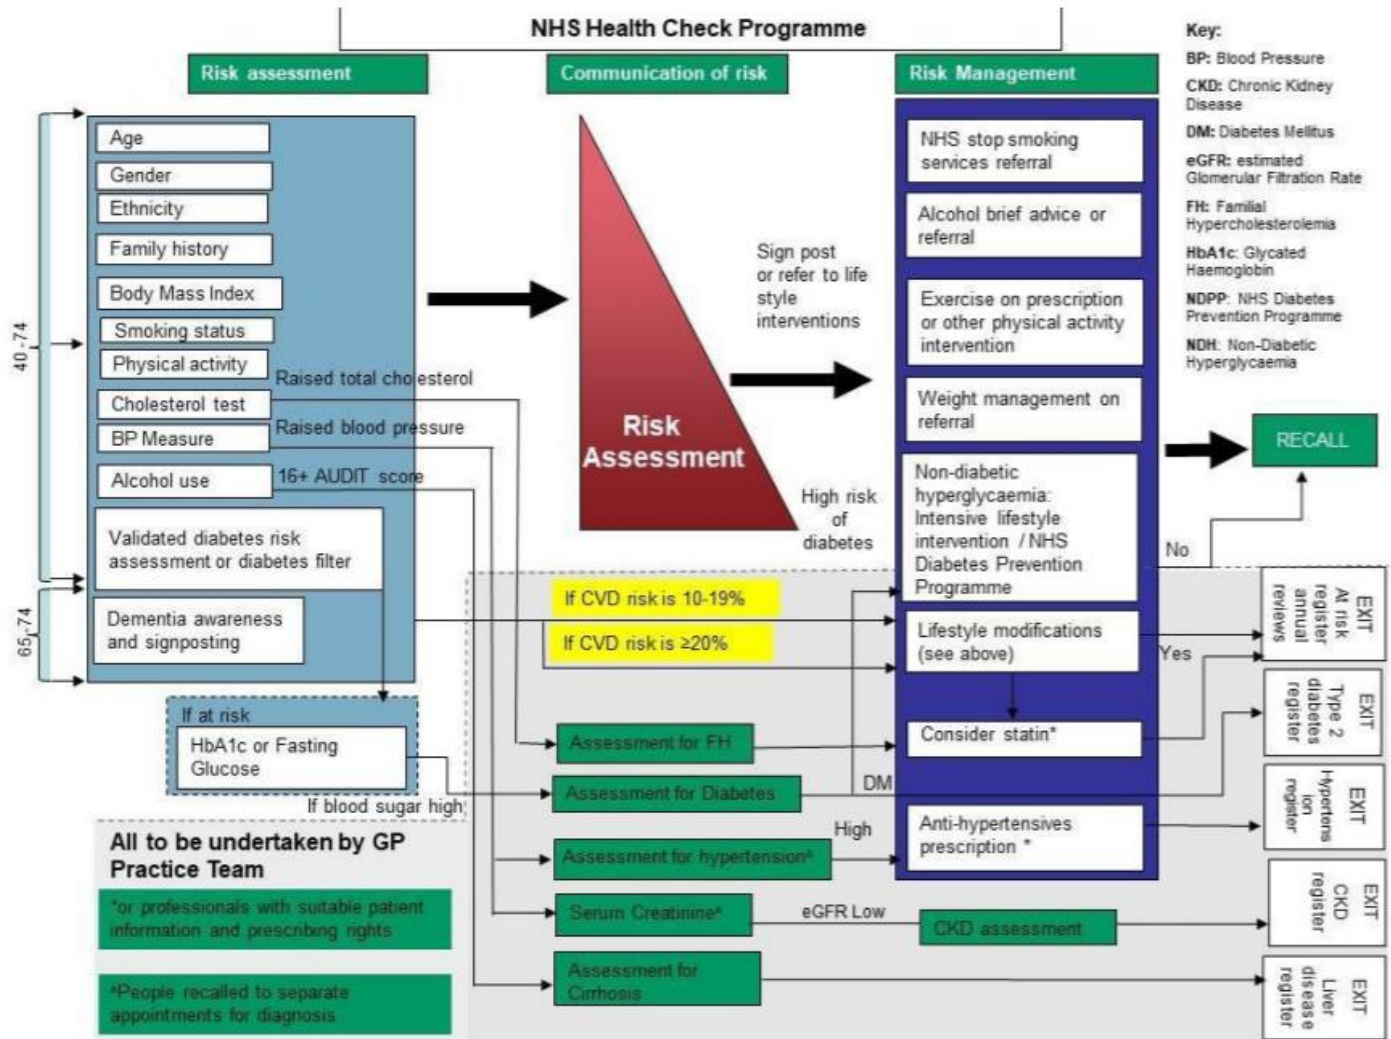 NHS Health Check Programme
Risk assessment
Communication of risk
Risk Management
Key:
BP: Blood Pressure
CKD: Chronic Kidney
Disease
DM: Diabetes Mellitus
eGFR: estimated
Glomerular Filtration Rate
FH: Familial
Hypercholesterolemia
HbA1c: Glycated
Haemoglobin
NDPP: NHS Diabetes
Prevention Programme
NDH: Non-Diabetic
Hyperglycaemia
40-74
65-74
Age
Gender
Ethnicity
Family history
Body Mass Index
Smoking status
Physical activity
Cholesterol test
BP Measure
Alcohol use
Validated diabetes risk
assessment or diabetes filter
Dementia awareness
and signposting
If at risk
HbA1c or Fasting
Glucose
Raised total cholesterol
Raised blood pressure
16+ AUDIT score
If blood sugar high
Risk
Assessment
Sign post
or refer to life
style
interventions
High risk
of
diabetes
If CVD risk is 10-19%
If CVD risk is ≥20%
NHS stop smoking
services referral
Alcohol brief advice or
referral
Exercise on prescription
or other physical activity
intervention
Weight management on
referral
Non-diabetic
hyperglycaemia:
Intensive lifestyle
intervention / NHS
Diabetes Prevention
Programme
Lifestyle modifications
(see above)
Consider statin*
Anti-hypertensives
prescription *
RECALL
No
Yes
Assessment for FH
Assessment for Diabetes
DM
Assessment for hypertension^
High
Serum Creatinine^
eGFR Low
CKD assessment
Assessment for
Cirrhosis
EXIT
At risk
register
annual
reviews
EXIT
Type 2
diabetes
register
EXIT
Hypertens
ion
register
EXIT
CKD
register
EXIT
Liver
disease
register
All to be undertaken by GP
Practice Team
*or professionals with suitable patient
information and prescribing rights
^People recalled to separate
appointments for diagnosis